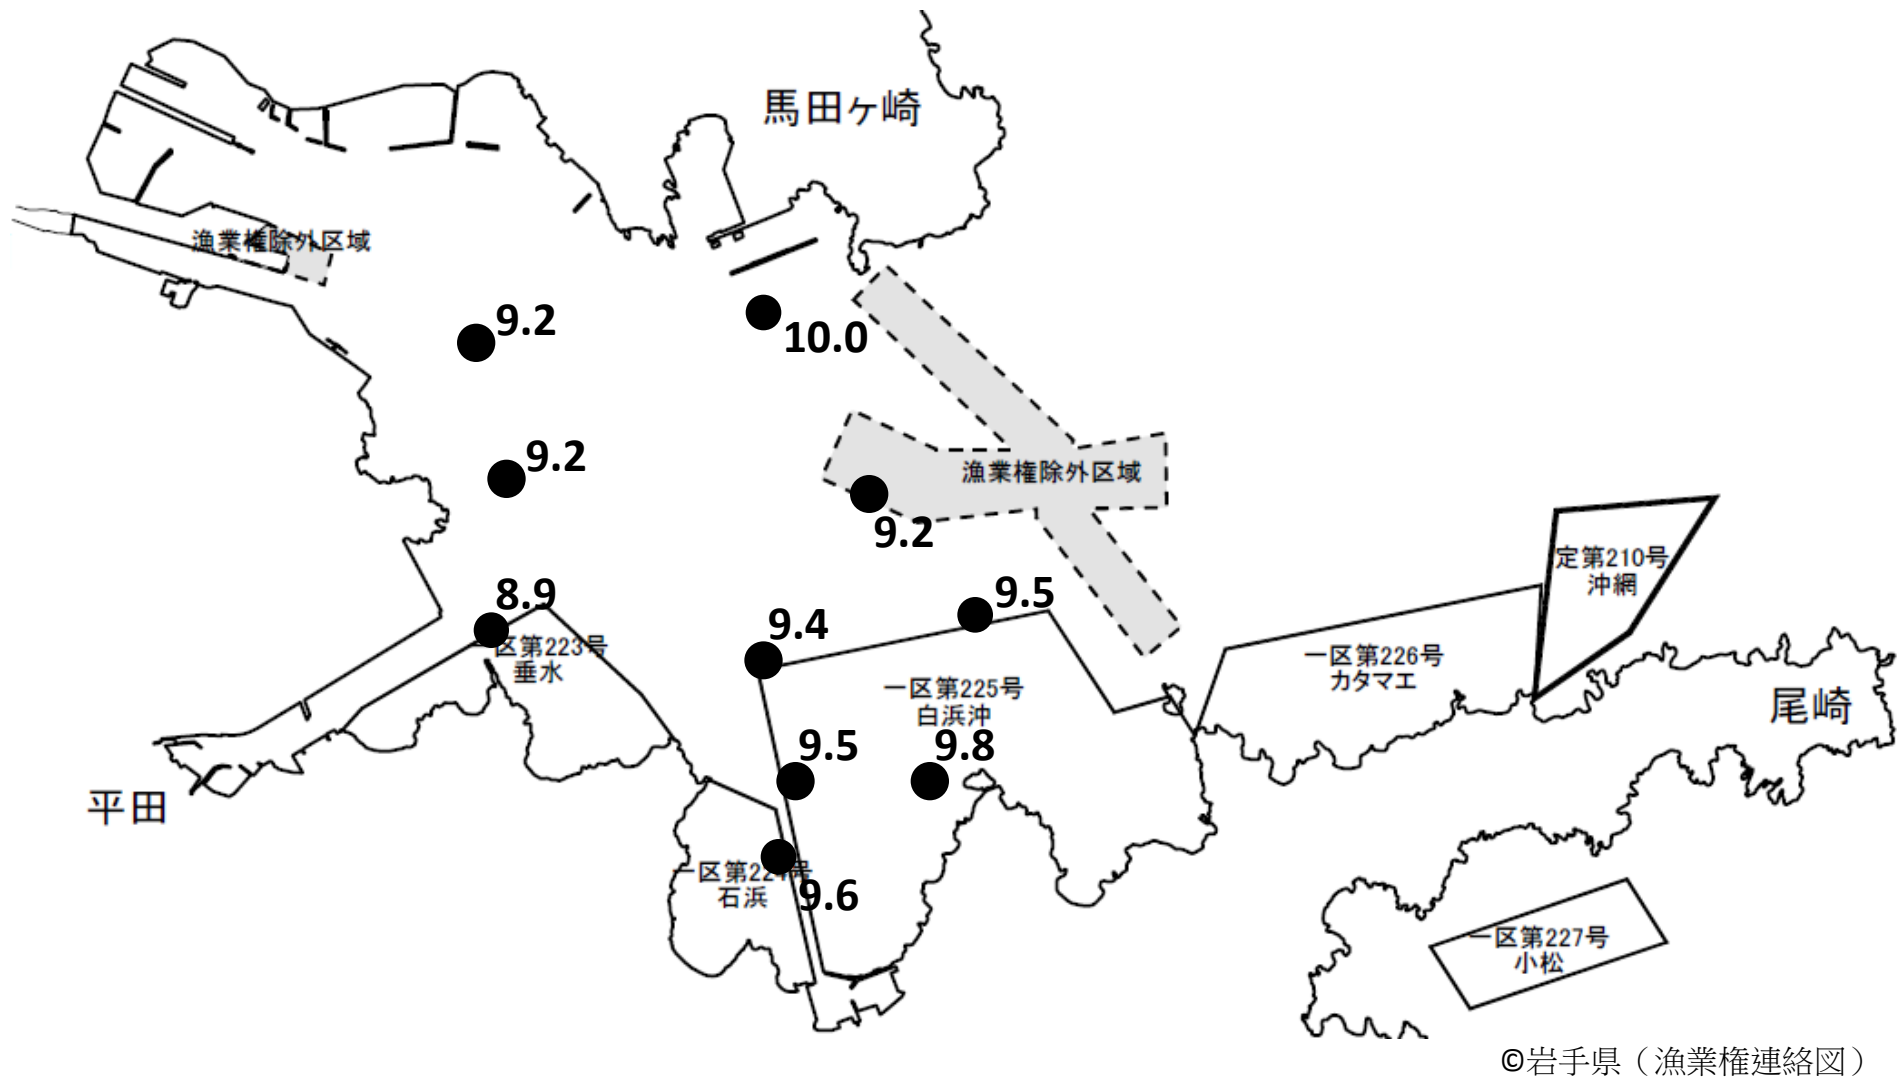 馬田ヶ崎
漁業権除外区域
9.2
10.0
9.2
漁業権除外区域
9.2
定第210号
沖網
8.9
9.5
9.4
一区第223号
垂水
一区第226号
カタマエ
一区第225号
白浜沖
尾崎
9.5
9.8
平田
一区第224号
石浜
9.6
一区第227号
小松
©岩手県（漁業権連絡図）